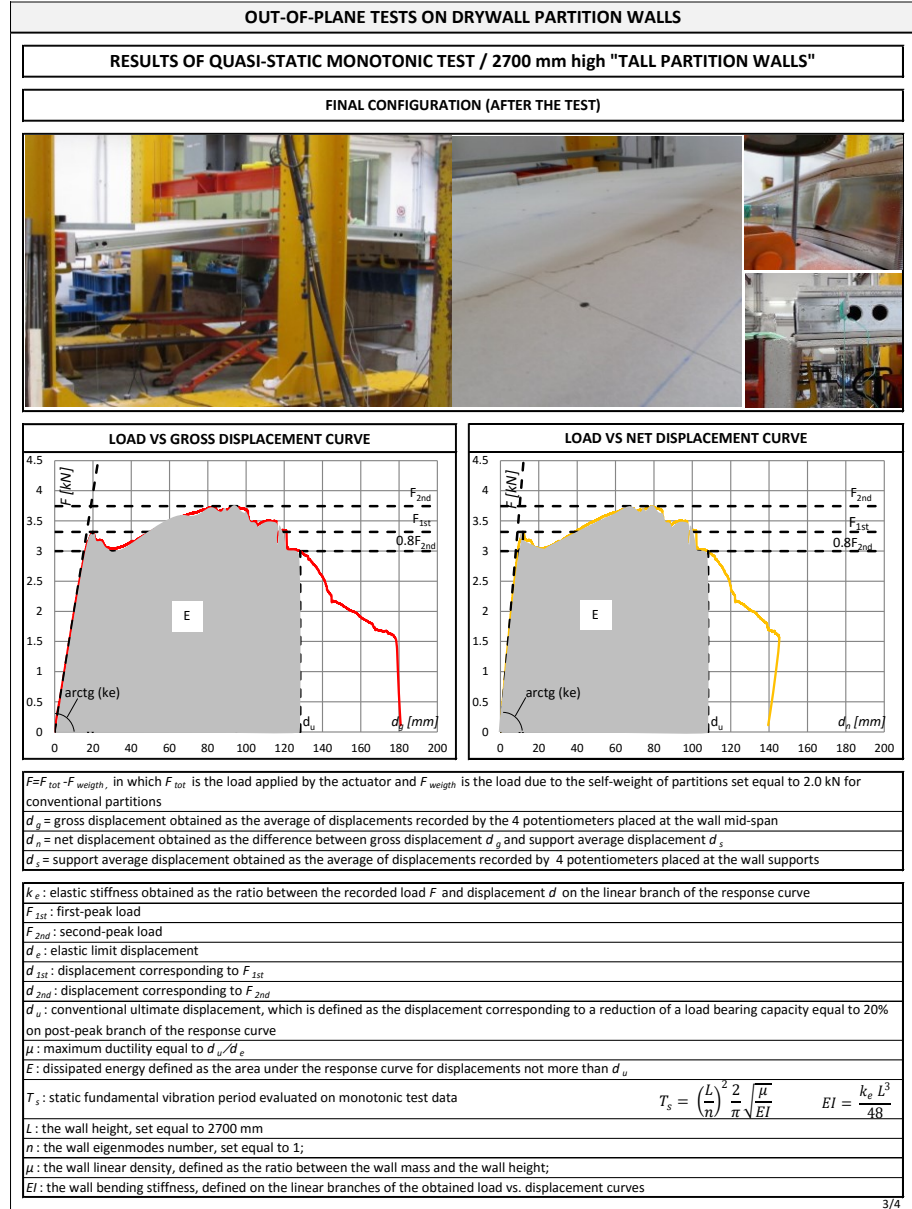 OUT-OF-PLANE TESTS ON DRYWALL PARTITION WALLS
RESULTS OF QUASI-STATIC MONOTONIC TEST / 2700 mm high "TALL PARTITION WALLS"
FINAL CONFIGURATION (AFTER THE TEST)
LOAD VS GROSS DISPLACEMENT CURVE
4.5
4
3.5
3
2.5
2
1.5
1
0.5
0
F [kN]
F2nd
F1st
0.8F2nd
E
arctg (ke)
du
dg [mm]
0 20 40 60 80 100 120 140 160 180 200
LOAD VS NET DISPLACEMENT CURVE
4.5
4
3.5
3
2.5
2
1.5
1
0.5
0
F [kN]
F2nd
F1st
0.8F2nd
E
arctg (ke)
du
dn [mm]
0 20 40 60 80 100 120 140 160 180 200
F=F tot -F weigth , in which F tot is the load applied by the actuator and F weigth is the load due to the self-weight of partitions set equal to 2.0 kN for
conventional partitions
d g = gross displacement obtained as the average of displacements recorded by the 4 potentiometers placed at the wall mid-span
d n = net displacement obtained as the difference between gross displacement d g and support average displacement d s
d s = support average displacement obtained as the average of displacements recorded by 4 potentiometers placed at the wall supports
k e : elastic stiffness obtained as the ratio between the recorded load F and displacement d on the linear branch of the response curve
F 1st : first-peak load
F 2nd : second-peak load
d e : elastic limit displacement
d 1st : displacement corresponding to F 1st
d 2nd : displacement corresponding to F 2nd
d u : conventional ultimate displacement, which is defined as the displacement corresponding to a reduction of a load bearing capacity equal to 20%
on post-peak branch of the response curve
μ : maximum ductility equal to d u/d e
E : dissipated energy defined as the area under the response curve for displacements not more than d u
T s : static fundamental vibration period evaluated on monotonic test data Ts = (L/n)^2 2/π √(μ/EI) EI = ke L^3/48
L : the wall height, set equal to 2700 mm
n : the wall eigenmodes number, set equal to 1;
μ : the wall linear density, defined as the ratio between the wall mass and the wall height;
EI : the wall bending stiffness, defined on the linear branches of the obtained load vs. displacement curves
3/4